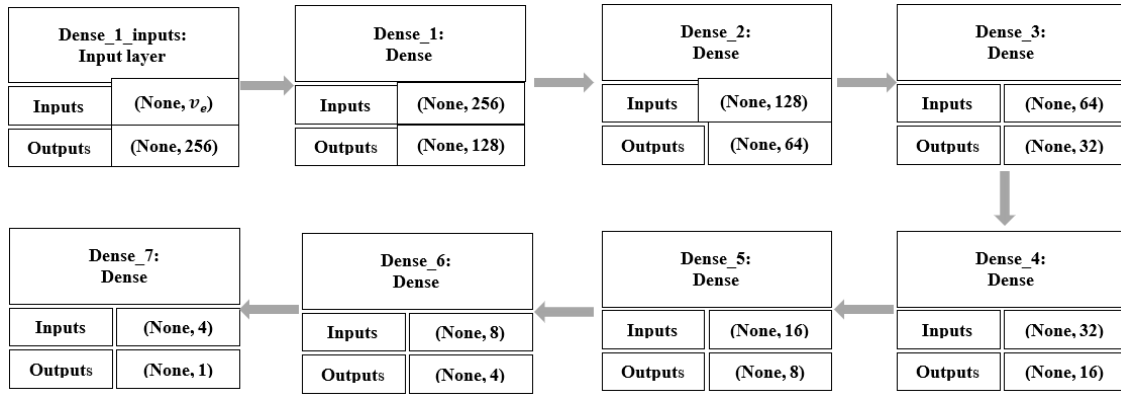 Dense_1_inputs:
Input layer
Inputs (None, vₑ)
Outputs (None, 256)
Dense_1:
Dense
Inputs (None, 256)
Outputs (None, 128)
Dense_2:
Dense
Inputs (None, 128)
Outputs (None, 64)
Dense_3:
Dense
Inputs (None, 64)
Outputs (None, 32)
Dense_4:
Dense
Inputs (None, 32)
Outputs (None, 16)
Dense_5:
Dense
Inputs (None, 16)
Outputs (None, 8)
Dense_6:
Dense
Inputs (None, 8)
Outputs (None, 4)
Dense_7:
Dense
Inputs (None, 4)
Outputs (None, 1)